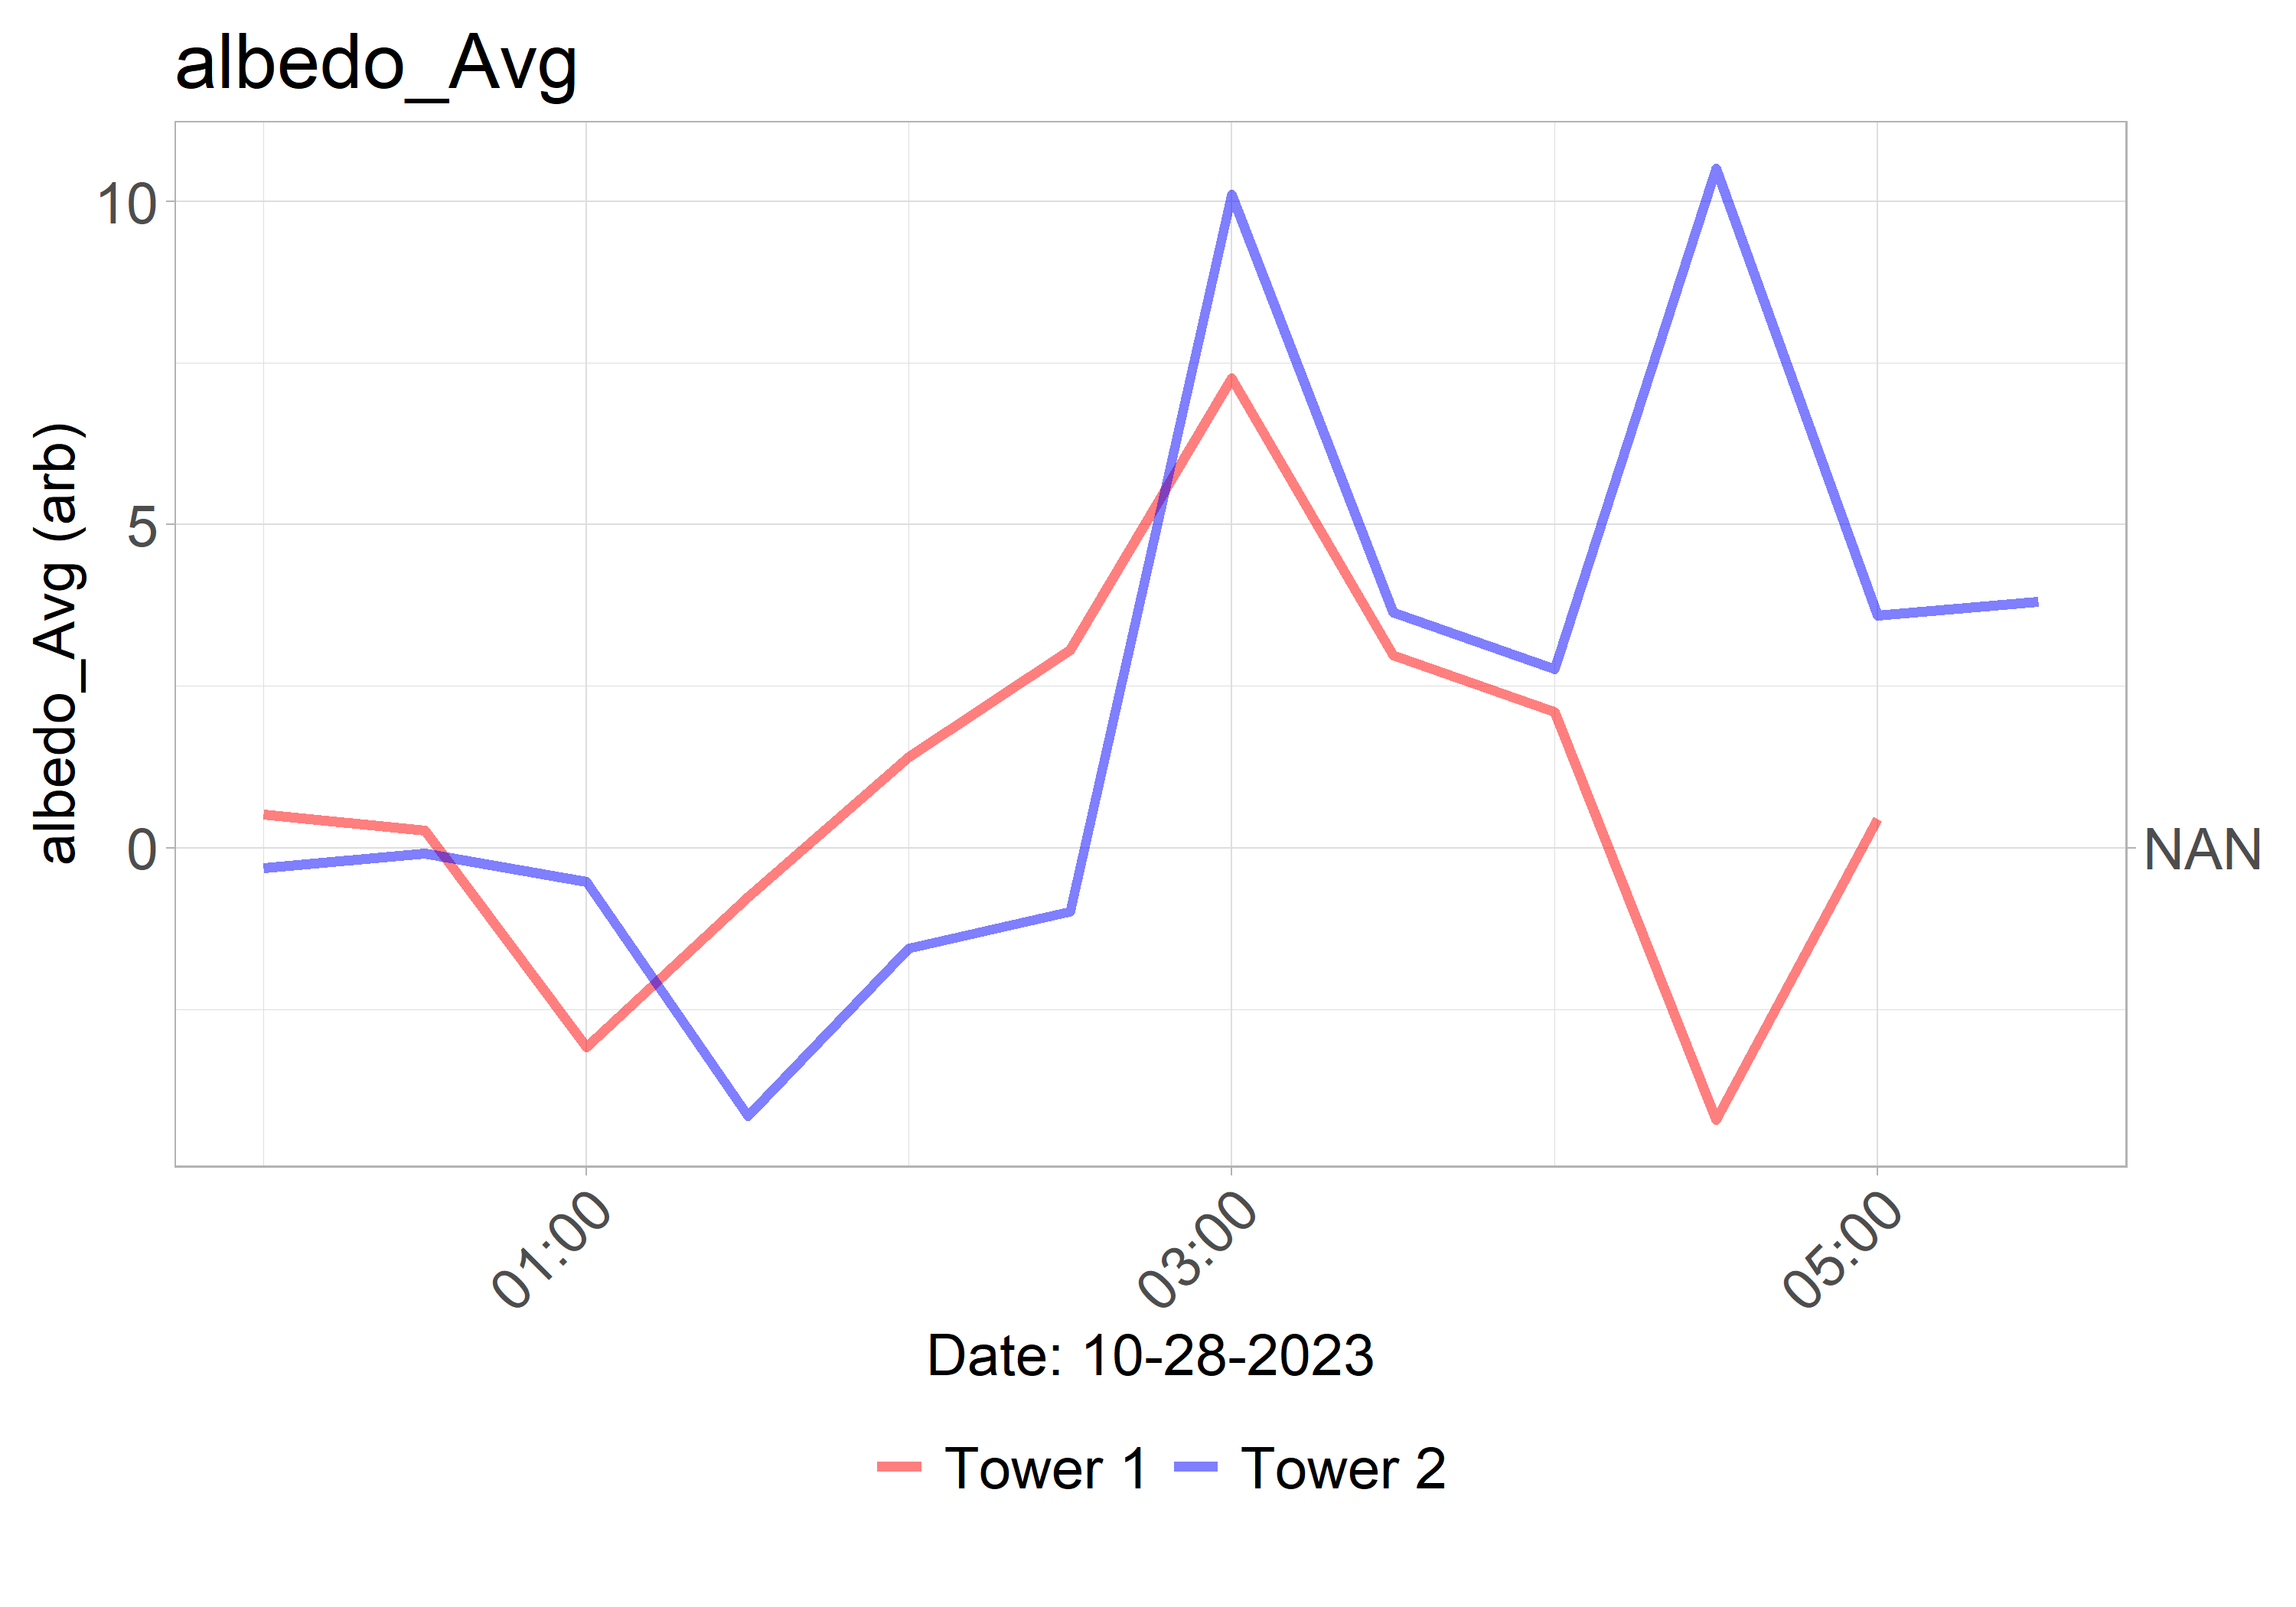 albedo_Avg
albedo_Avg (arb)
10
5
0
NAN
01:00
03:00
05:00
Date: 10-28-2023
Tower 1
Tower 2